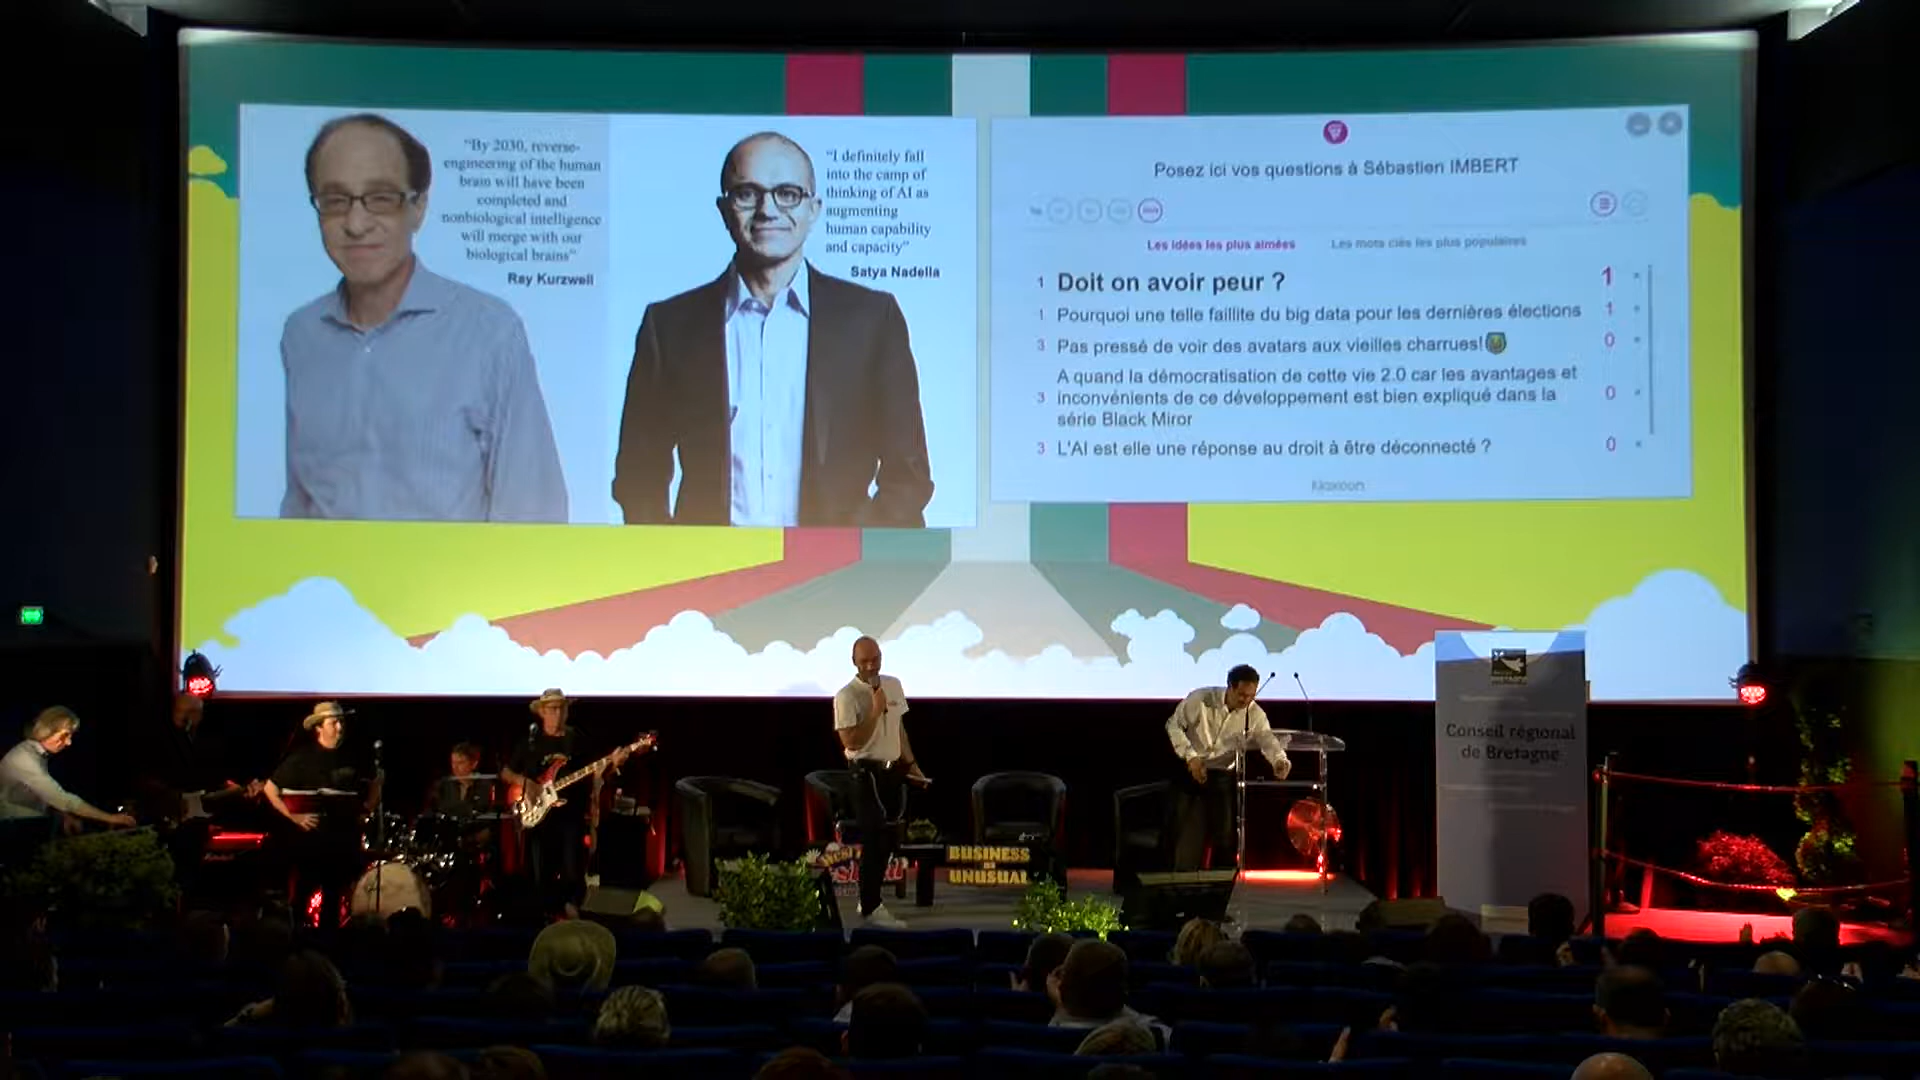 “By 2030, reverse-
engineering of the human
brain will have been
completed and
nonbiological intelligence
will merge with our
biological brains”
Ray Kurzweil
“I definitely fall
into the camp of
thinking of AI as
augmenting
human capability
and capacity”
Satya Nadella
Posez ici vos questions à Sébastien IMBERT
Les idées les plus aimées
Les mots clés les plus populaires
1 Doit on avoir peur ? 1
1 Pourquoi une telle faillite du big data pour les dernières élections 1
3 Pas pressé de voir des avatars aux vieilles charrues! 0
A quand la démocratisation de cette vie 2.0 car les avantages et
3 inconvénients de ce développement est bien expliqué dans la 0
série Black Miror
3 L'AI est elle une réponse au droit à être déconnecté ? 0
Klaxoon
BRETAGNE
Conseil régional
de Bretagne
BUSINESS
UNUSUAL